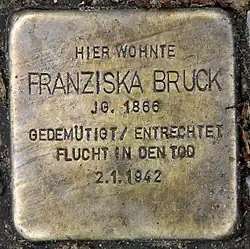 HIER WOHNTE
FRANZISKA BRUCK
JG. 1866
GEDEMÜTIGT / ENTRECHTET
FLUCHT IN DEN TOD
2.1.1942